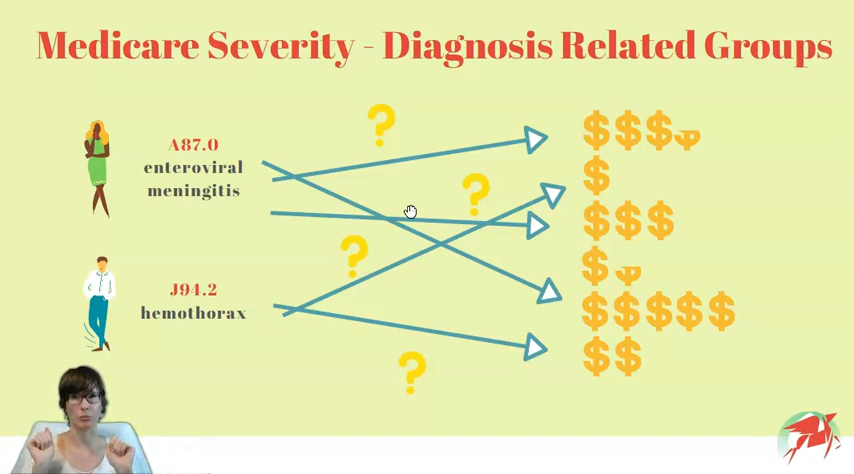 Medicare Severity - Diagnosis Related Groups
A87.0
enteroviral
meningitis
J94.2
hemothorax
?
?
?
?
$$$
$
$$$
$
$$$$$
$$